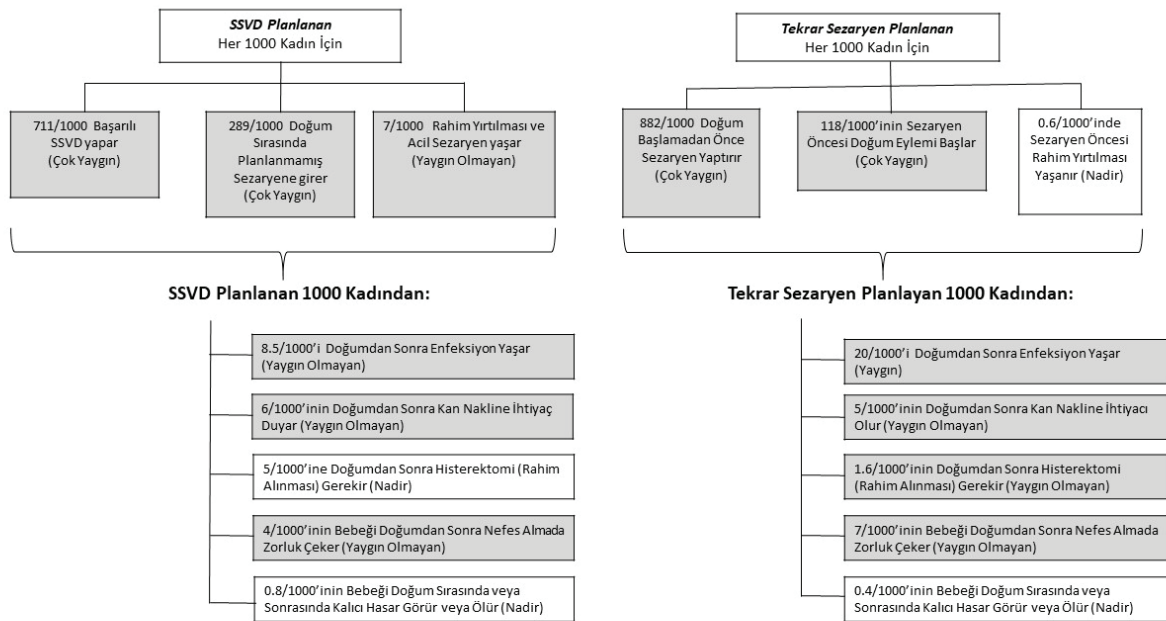 SSVD Planlanan
Her 1000 Kadın İçin
711/1000 Başarılı
SSVD yapar
(Çok Yaygın)
289/1000 Doğum
Sırasında
Planlanmamış
Sezaryene girer
(Çok Yaygın)
7/1000 Rahim Yırtılması ve
Acil Sezaryen yaşar
(Yaygın Olmayan)
SSVD Planlanan 1000 Kadından:
8.5/1000'i Doğumdan Sonra Enfeksiyon Yaşar
(Yaygın Olmayan)
6/1000'inin Doğumdan Sonra Kan Nakline İhtiyaç
Duyar (Yaygın Olmayan)
5/1000'ine Doğumdan Sonra Histerektomi (Rahim
Alınması) Gerekir (Nadir)
4/1000'inin Bebeği Doğumdan Sonra Nefes Almada
Zorluk Çeker (Yaygın Olmayan)
0.8/1000'inin Bebeği Doğum Sırasında veya
Sonrasında Kalıcı Hasar Görür veya Ölür (Nadir)
Tekrar Sezaryen Planlanan
Her 1000 Kadın İçin
882/1000 Doğum
Başlamadan Önce
Sezaryen Yaptırır
(Çok Yaygın)
118/1000'inin Sezaryen
Öncesi Doğum Eylemi Başlar
(Çok Yaygın)
0.6/1000'inde
Sezaryen Öncesi
Rahim Yırtılması
Yaşanır (Nadir)
Tekrar Sezaryen Planlayan 1000 Kadından:
20/1000'i Doğumdan Sonra Enfeksiyon Yaşar
(Yaygın)
5/1000'inin Doğumdan Sonra Kan Nakline İhtiyacı
Olur (Yaygın Olmayan)
1.6/1000'inin Doğumdan Sonra Histerektomi
(Rahim Alınması) Gerekir (Yaygın Olmayan)
7/1000'inin Bebeği Doğumdan Sonra Nefes Almada
Zorluk Çeker (Yaygın Olmayan)
0.4/1000'inin Bebeği Doğum Sırasında veya
Sonrasında Kalıcı Hasar Görür veya Ölür (Nadir)